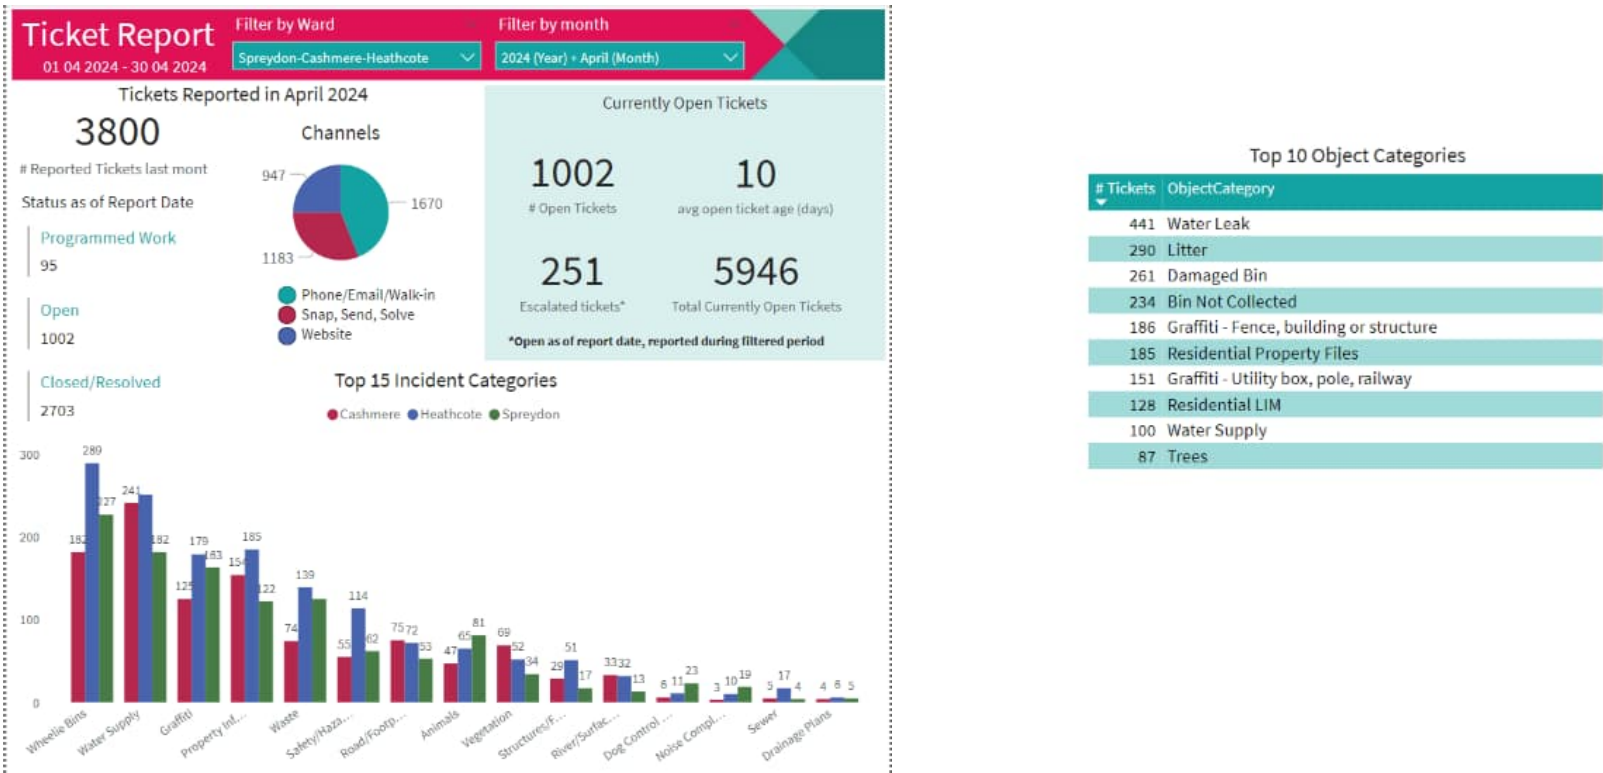 Ticket Report
01 04 2024 - 30 04 2024
Filter by Ward
Spreydon-Cashmere-Heathcote
Filter by month
2024 (Year) + April (Month)
Tickets Reported in April 2024
3800
# Reported Tickets last mont
Status as of Report Date
Programmed Work
95
Open
1002
Closed/Resolved
2703
Channels
947
1670
1183
Phone/Email/Walk-in
Snap, Send, Solve
Website
Currently Open Tickets
1002
# Open Tickets
10
avg open ticket age (days)
251
Escalated tickets*
5946
Total Currently Open Tickets
*Open as of report date, reported during filtered period
Top 15 Incident Categories
Cashmere Heathcote Spreydon
300
200
100
0
182 289 227
241 182
125 179 163
154 185 122
74 139
55 114 62
75 72 53
47 65 81
69 52 34
29 51 17
33 32 13
6 11 23
3 10 19
5 17 4
4 6 5
Wheelie Bins
Water Supply
Graffiti
Property Inf...
Waste
Safety/Haza...
Road/Footp...
Animals
Vegetation
Structures/F...
River/Surfac...
Dog Control ...
Noise Compl...
Sewer
Drainage Plans
Top 10 Object Categories
# Tickets ObjectCategory
441 Water Leak
290 Litter
261 Damaged Bin
234 Bin Not Collected
186 Graffiti - Fence, building or structure
185 Residential Property Files
151 Graffiti - Utility box, pole, railway
128 Residential LIM
100 Water Supply
87 Trees